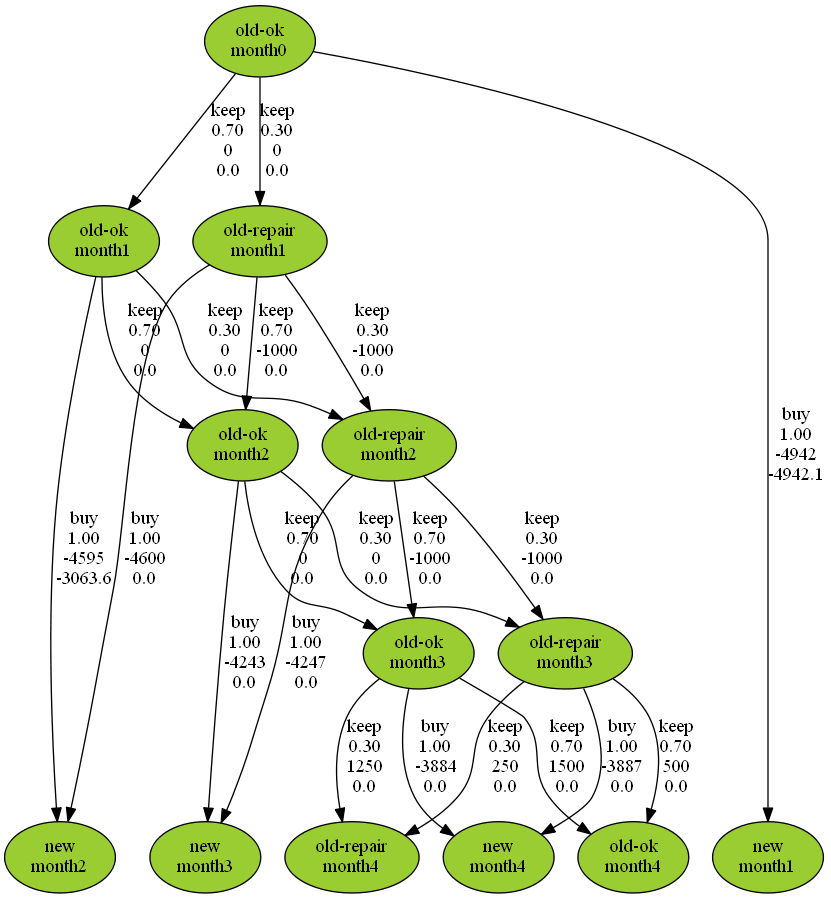 old-ok
month0
keep
0.70
0
0.0
keep
0.30
0
0.0
old-ok
month1
old-repair
month1
keep
0.70
0
0.0
keep
0.30
0
0.0
keep
0.70
-1000
0.0
keep
0.30
-1000
0.0
buy
1.00
-4942
-4942.1
old-ok
month2
old-repair
month2
buy
1.00
-4595
-3063.6
buy
1.00
-4600
0.0
keep
0.70
0
0.0
keep
0.30
0
0.0
keep
0.70
-1000
0.0
keep
0.30
-1000
0.0
buy
1.00
-4243
0.0
buy
1.00
-4247
0.0
old-ok
month3
old-repair
month3
keep
0.30
1250
0.0
buy
1.00
-3884
0.0
keep
0.30
250
0.0
keep
0.70
1500
0.0
buy
1.00
-3887
0.0
keep
0.70
500
0.0
new
month2
new
month3
old-repair
month4
new
month4
old-ok
month4
new
month1